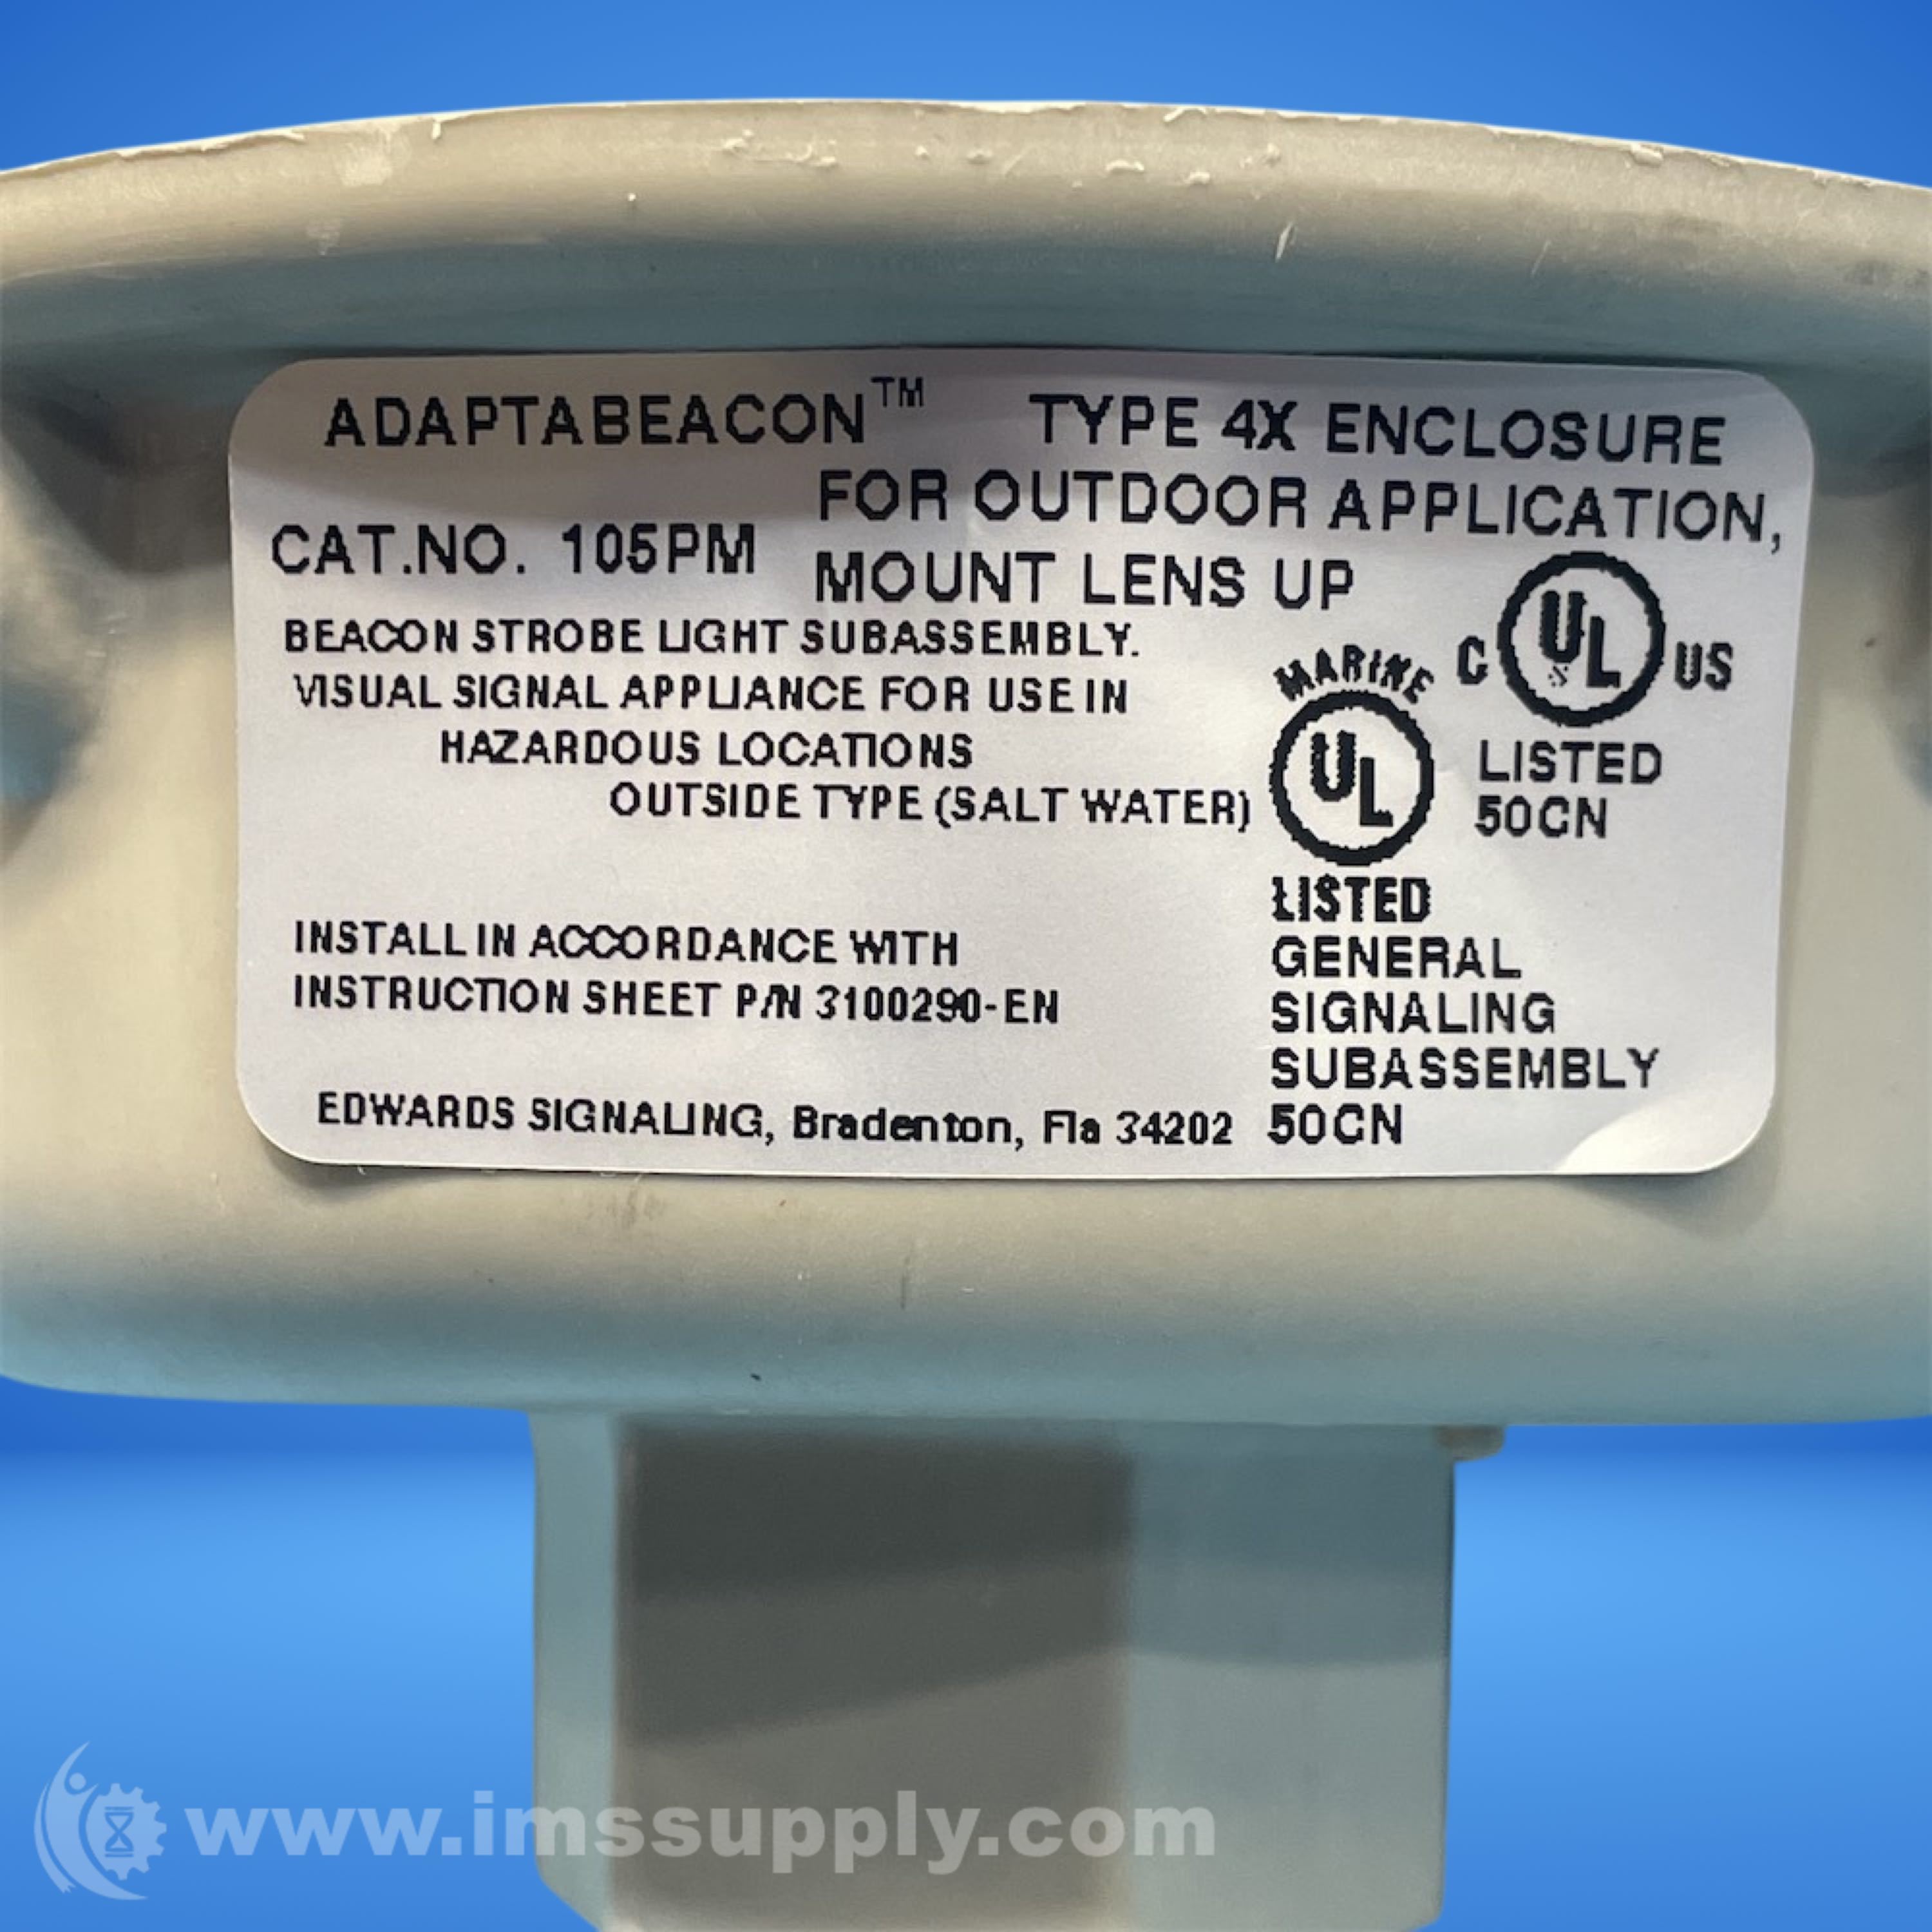 ADAPTABEACON™ TYPE 4X ENCLOSURE
FOR OUTDOOR APPLICATION,
CAT.NO. 105PM MOUNT LENS UP
BEACON STROBE LIGHT SUBASSEMBLY.
VISUAL SIGNAL APPLIANCE FOR USE IN
HAZARDOUS LOCATIONS
OUTSIDE TYPE (SALT WATER)
C UL US
LISTED
50CN
MARINE
UL
LISTED
GENERAL
SIGNALING
SUBASSEMBLY
50CN
INSTALL IN ACCORDANCE WITH
INSTRUCTION SHEET P/N 3100290-EN
EDWARDS SIGNALING, Bradenton, Fla 34202
www.imssupply.com